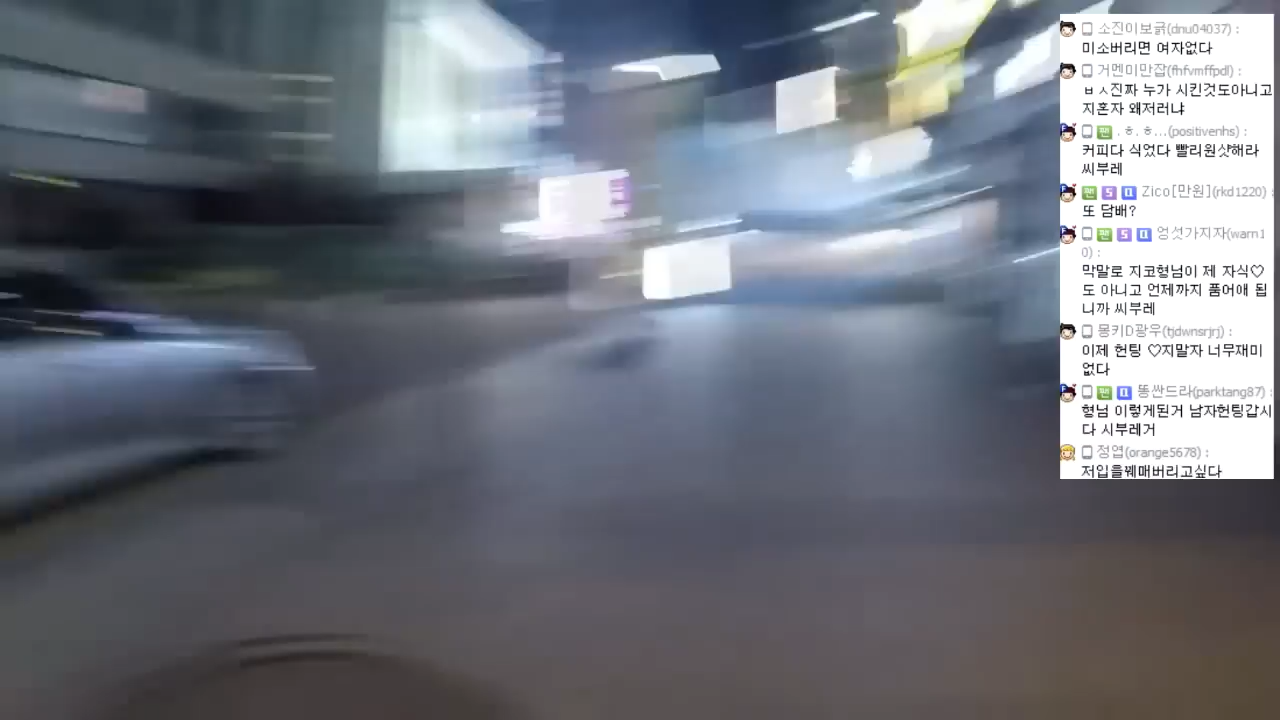 소진이보굵(dnu04037) :
미소버리면 여자없다
거멘미만잡(fhfvmffpdl) :
ㅂㅅ진짜 누가 시킨것도아니고
지혼자 왜저러냐
팬 . ㅎ. ㅎ...(positivenhs) :
커피다 식었다 빨리원샷해라
씨부레
팬 S Zico[만원](rkd1220) :
또 담배?
팬 S 엉섯가지자(warn1
0) :
막말로 지코형님이 제 자식♡
도 아니고 언제까지 품어애 됩
니까 씨부레
몽키D광우(tjdwnsrjrj) :
이제 헌팅 ♡지말자 너무재미
없다
팬 똥싼드라(parktang87) :
형님 이렇게된거 남자헌팅갑시
다 시부레거
정엽(orange5678) :
저입을꿰매버리고싶다